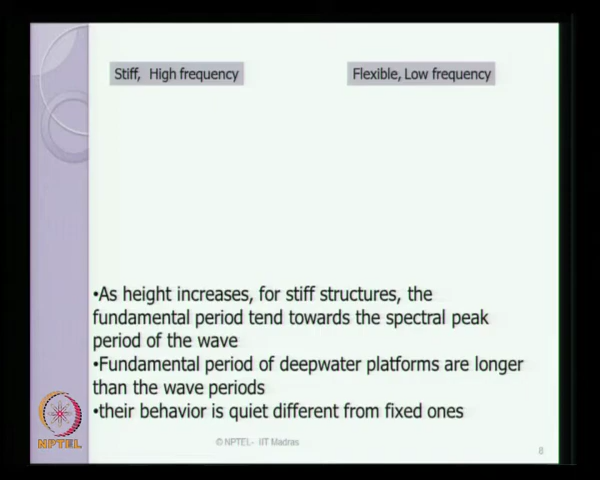 Stiff, High frequency
Flexible, Low frequency
•As height increases, for stiff structures, the
fundamental period tend towards the spectral peak
period of the wave
•Fundamental period of deepwater platforms are longer
than the wave periods
•their behavior is quiet different from fixed ones
NPTEL
© NPTEL- IIT Madras
8